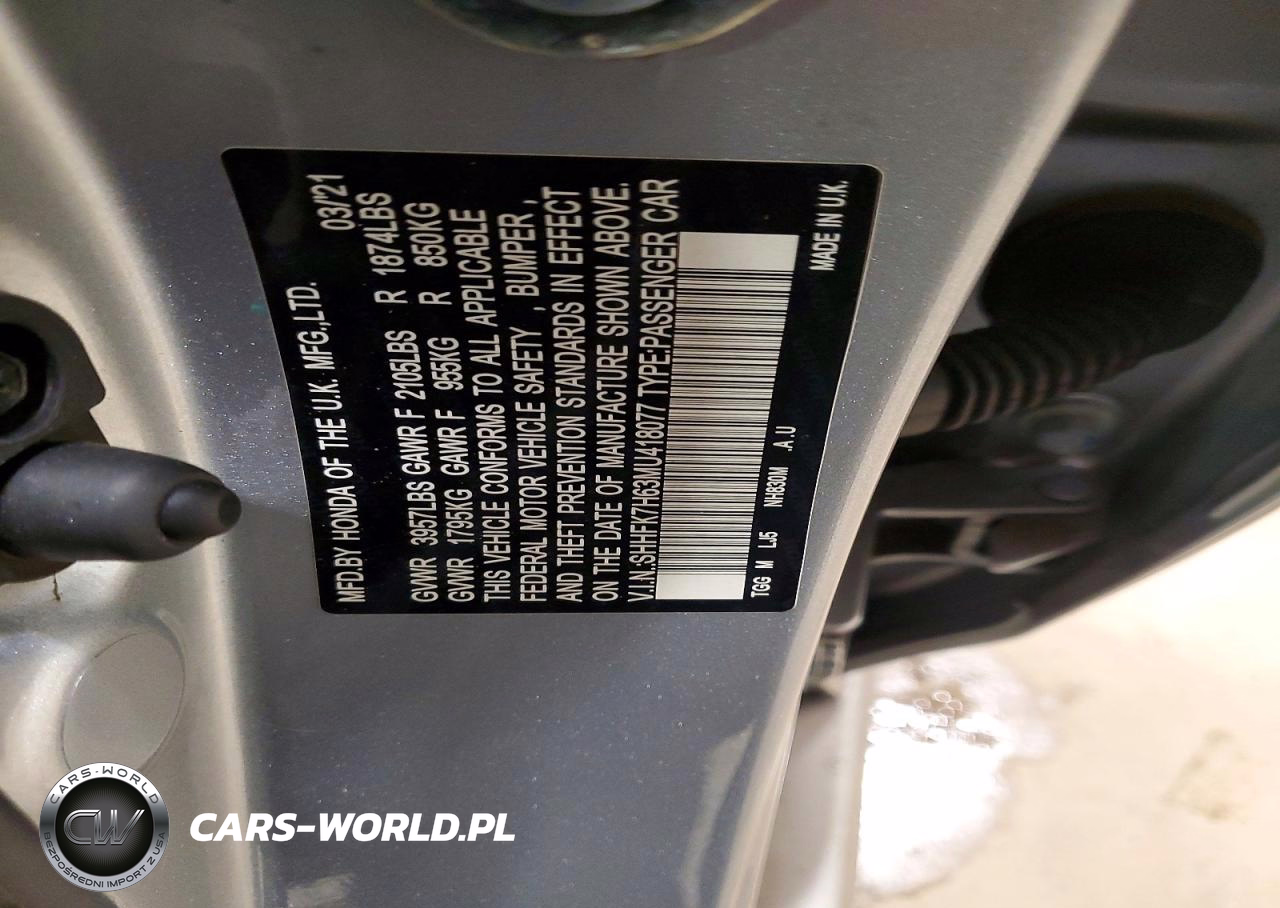 MFD.BY HONDA OF THE U.K. MFG.,LTD. 03/21
GVWR 3957LBS GAWR F 2105LBS R 1874LBS
GVWR 1795KG GAWR F 955KG R 850KG
THIS VEHICLE CONFORMS TO ALL APPLICABLE
FEDERAL MOTOR VEHICLE SAFETY , BUMPER ,
AND THEFT PREVENTION STANDARDS IN EFFECT
ON THE DATE OF MANUFACTURE SHOWN ABOVE.
V.I.N:SHHFK7H63MU418077 TYPE:PASSENGER CAR
TGG M LJ5 NH830M .A.U MADE IN U.K.
CARS-WORLD
CW
BEZPOŚREDNI IMPORT Z USA
CARS-WORLD.PL